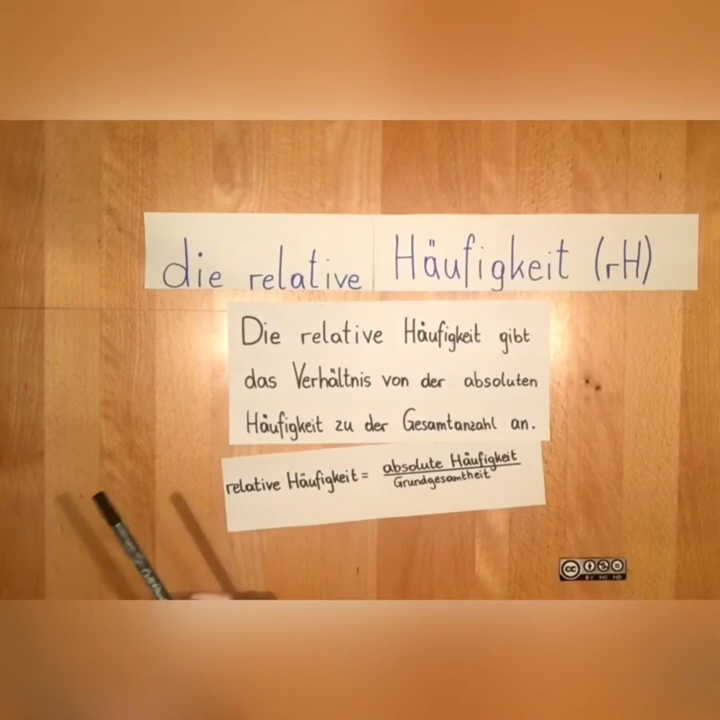 die relative Häufigkeit (rH)
Die relative Häufigkeit gibt
das Verhältnis von der absoluten
Häufigkeit zu der Gesamtanzahl an.
relative Häufigkeit = absolute Häufigkeit
Grundgesamtheit
cc